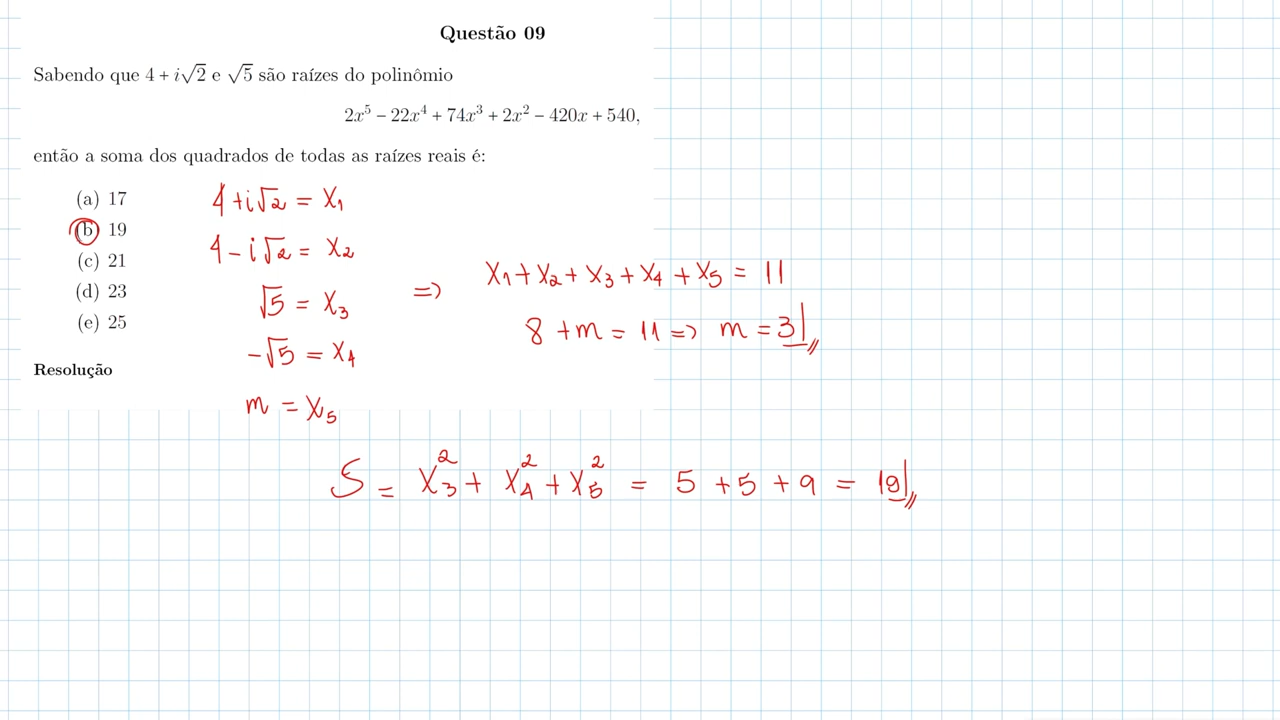 Questão 09
Sabendo que 4 + i√2 e √5 são raízes do polinômio
2x⁵ − 22x⁴ + 74x³ + 2x² − 420x + 540,
então a soma dos quadrados de todas as raízes reais é:
(a) 17
(b) 19
(c) 21
(d) 23
(e) 25
Resolução
4 + i√2 = x₁
4 − i√2 = x₂
√5 = x₃
−√5 = x₄
m = x₅
=> x₁ + x₂ + x₃ + x₄ + x₅ = 11
8 + m = 11 => m = 3
S = x₃² + x₄² + x₅² = 5 + 5 + 9 = 19